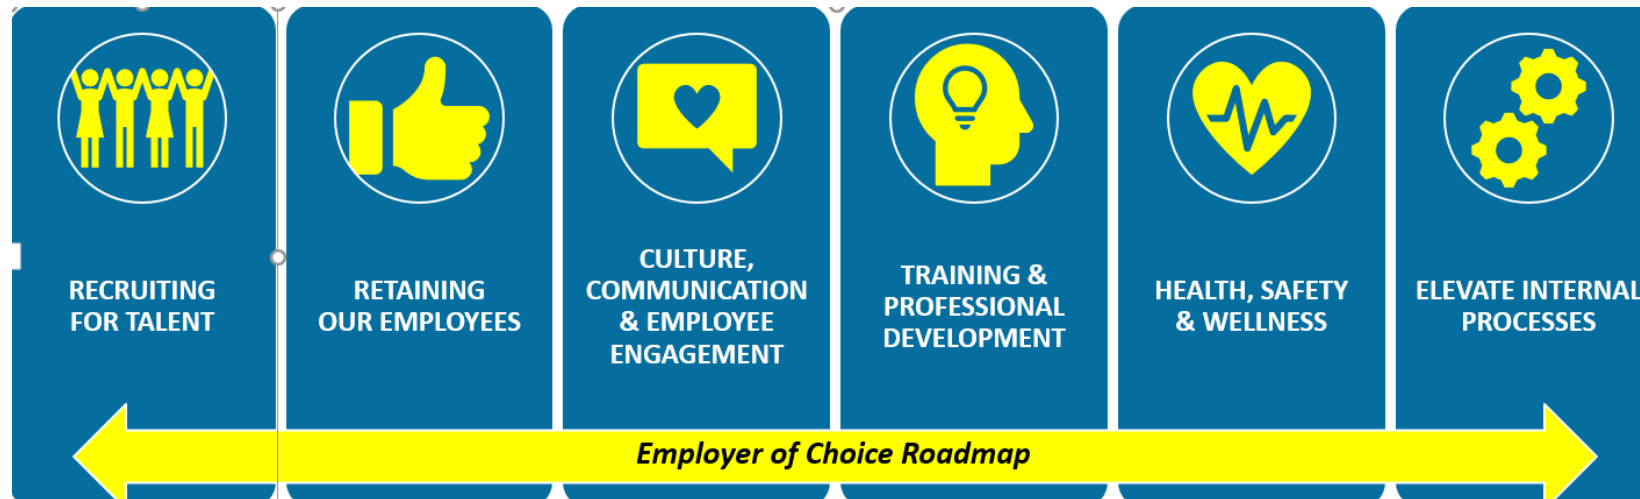 RECRUITING
FOR TALENT
RETAINING
OUR EMPLOYEES
CULTURE,
COMMUNICATION
& EMPLOYEE
ENGAGEMENT
TRAINING &
PROFESSIONAL
DEVELOPMENT
HEALTH, SAFETY
& WELLNESS
ELEVATE INTERNAL
PROCESSES
Employer of Choice Roadmap